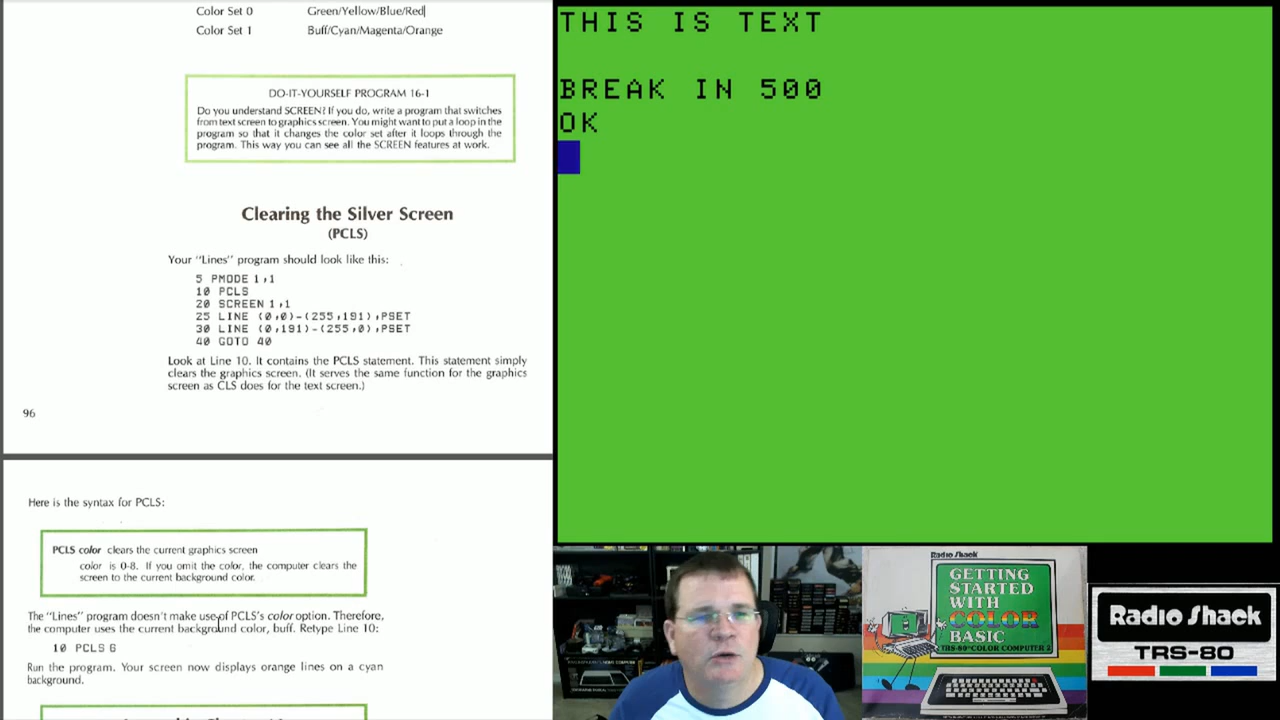 Color Set 0 Green/Yellow/Blue/Red
Color Set 1 Buff/Cyan/Magenta/Orange
DO-IT-YOURSELF PROGRAM 16-1
Do you understand SCREEN? If you do, write a program that switches
from text screen to graphics screen. You might want to put a loop in the
program so that it changes the color set after it loops through the
program. This way you can see all the SCREEN features at work.
Clearing the Silver Screen
(PCLS)
Your "Lines" program should look like this:
5 PMODE 1,1
10 PCLS
20 SCREEN 1,1
25 LINE (0,0)-(255,191),PSET
30 LINE (0,191)-(255,0),PSET
40 GOTO 40
Look at Line 10. It contains the PCLS statement. This statement simply
clears the graphics screen. (It serves the same function for the graphics
screen as CLS does for the text screen.)
96
Here is the syntax for PCLS:
PCLS color clears the current graphics screen
color is 0-8. If you omit the color, the computer clears the
screen to the current background color.
The "Lines" program doesn't make use of PCLS's color option. Therefore,
the computer uses the current background color, buff. Retype Line 10:
10 PCLS 6
Run the program. Your screen now displays orange lines on a cyan
background.
THIS IS TEXT
BREAK IN 500
OK
Radio Shack
GETTING
STARTED
WITH
COLOR
BASIC
TRS-80 COLOR COMPUTER 2
Radio Shack
TRS-80